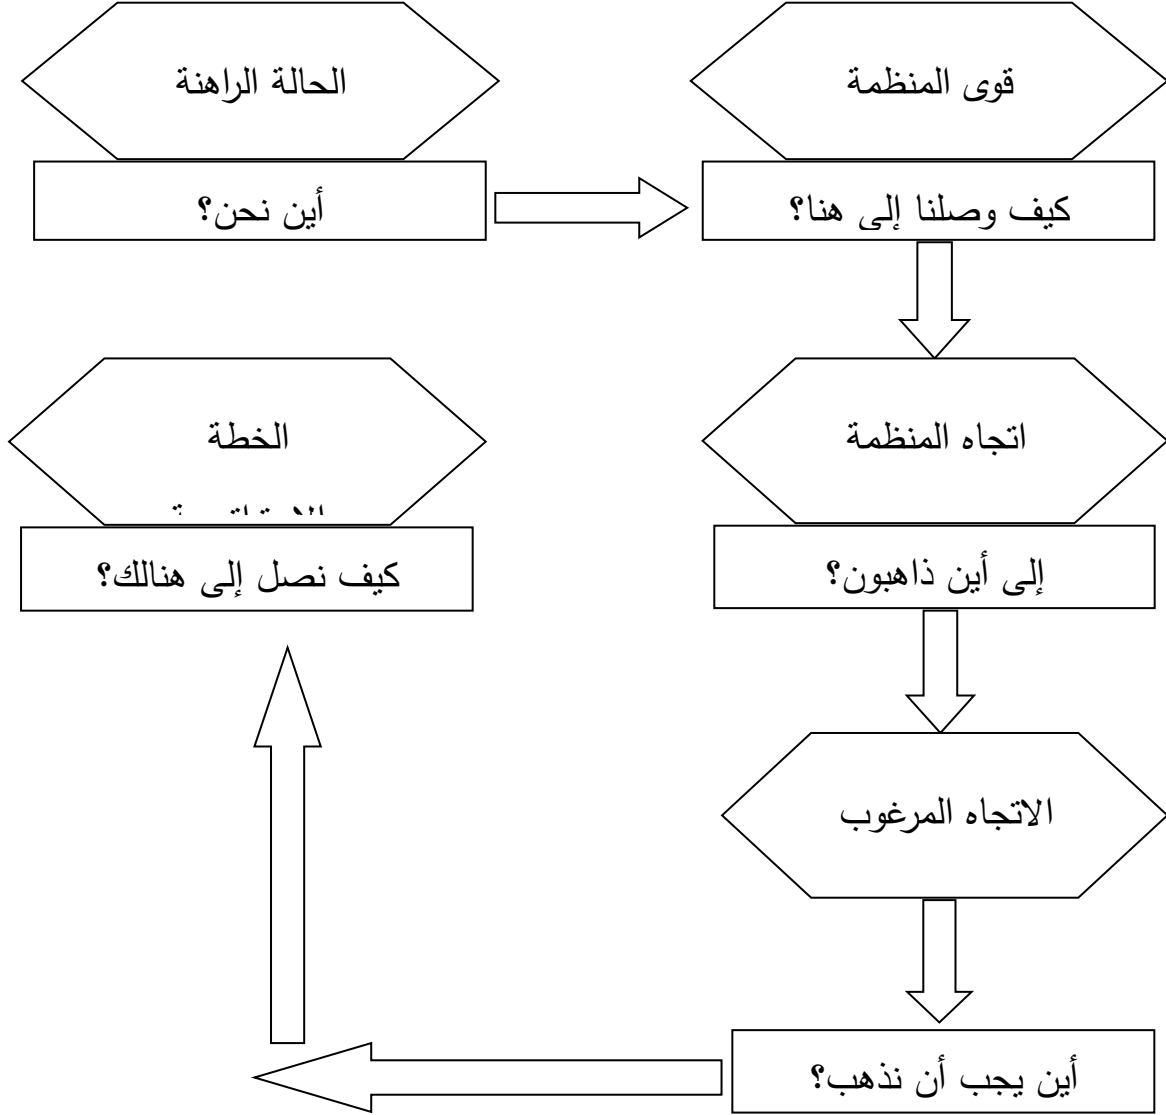 الحالة الراهنة
أين نحن؟
قوى المنظمة
كيف وصلنا إلى هنا؟
اتجاه المنظمة
إلى أين ذاهبون؟
الاتجاه المرغوب
أين يجب أن نذهب؟
الخطة
كيف نصل إلى هنالك؟